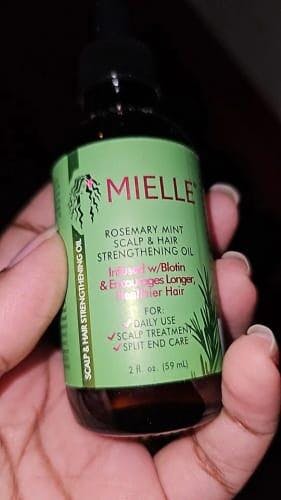 MIELLE
ROSEMARY MINT
SCALP & HAIR
STRENGTHENING OIL
Infused w/Biotin
& Encourages Longer,
Healthier Hair
FOR:
✓DAILY USE
✓SCALP TREATMENT
✓SPLIT END CARE
2 fl. oz. (59 mL)
SCALP & HAIR STRENGTHENING OIL